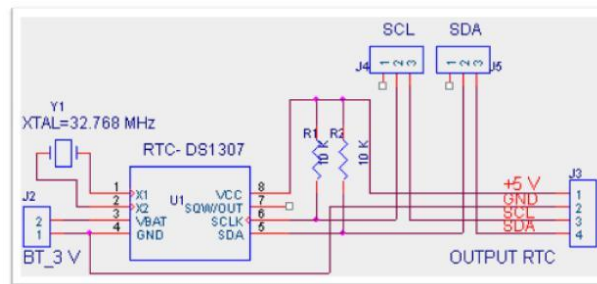 SCL SDA
J4 1 2 3 1 2 3 J5
Y1
XTAL=32.768 MHz
RTC- DS1307
R1 10 K R2 10 K
J2
J3
1 X1 U1 VCC 8
2 X2 SQW/OUT 7
3 VBAT SCLK 6
4 GND SDA 5
2
1
BT_3 V
+5 V 1
GND 2
SCL 3
SDA 4
OUTPUT RTC